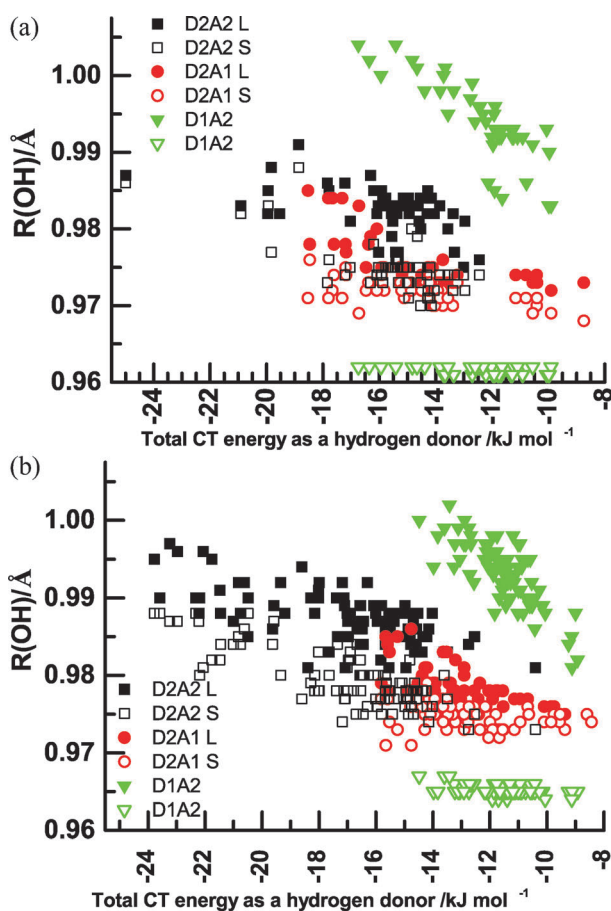 (a)
D2A2 L
D2A2 S
D2A1 L
D2A1 S
D1A2
D1A2
R(OH)/Å
1.00
0.99
0.98
0.97
0.96
-24
-22
-20
-18
-16
-14
-12
-10
-8
Total CT energy as a hydrogen donor /kJ mol -1
(b)
R(OH)/Å
1.00
0.99
0.98
0.97
0.96
D2A2 L
D2A2 S
D2A1 L
D2A1 S
D1A2
D1A2
-24
-22
-20
-18
-16
-14
-12
-10
-8
Total CT energy as a hydrogen donor /kJ mol -1